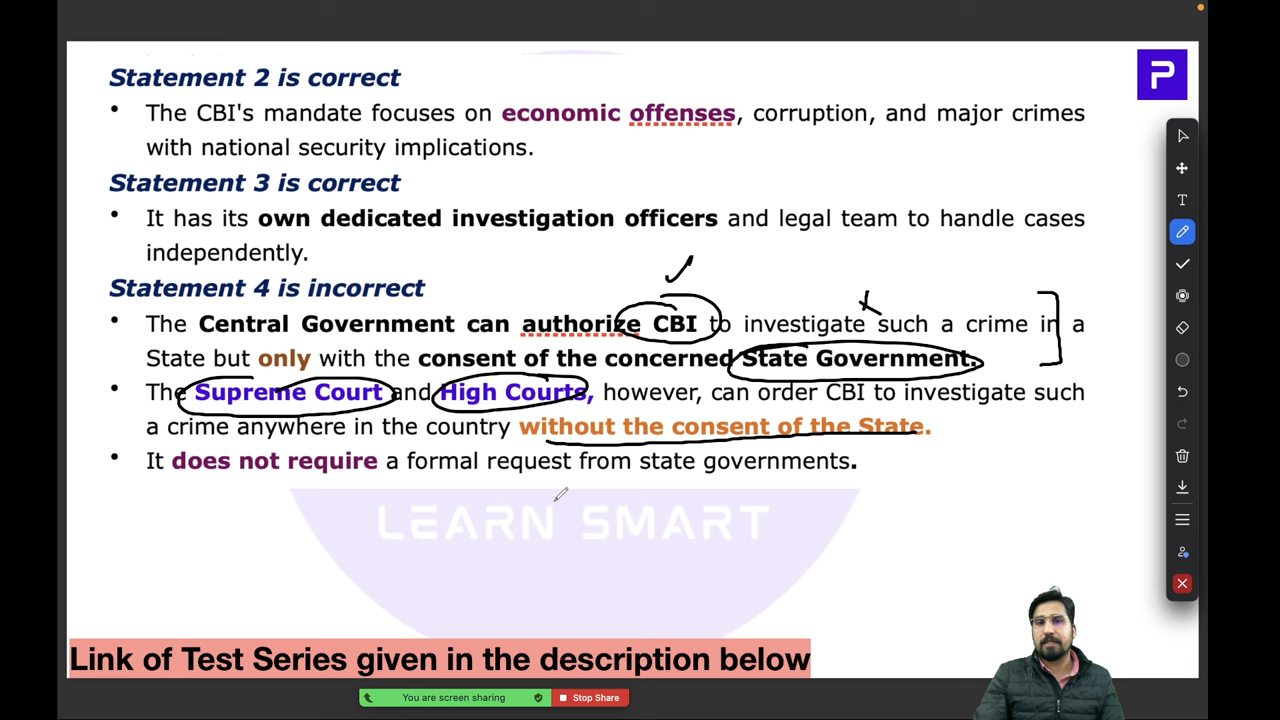 Statement 2 is correct
P
• The CBI's mandate focuses on economic offenses, corruption, and major crimes
with national security implications.
Statement 3 is correct
• It has its own dedicated investigation officers and legal team to handle cases
independently.
Statement 4 is incorrect
• The Central Government can authorize CBI to investigate such a crime in a
State but only with the consent of the concerned State Government.
• The Supreme Court and High Courts, however, can order CBI to investigate such
a crime anywhere in the country without the consent of the State.
• It does not require a formal request from state governments.
LEARN SMART
Link of Test Series given in the description below
You are screen sharing Stop Share
T